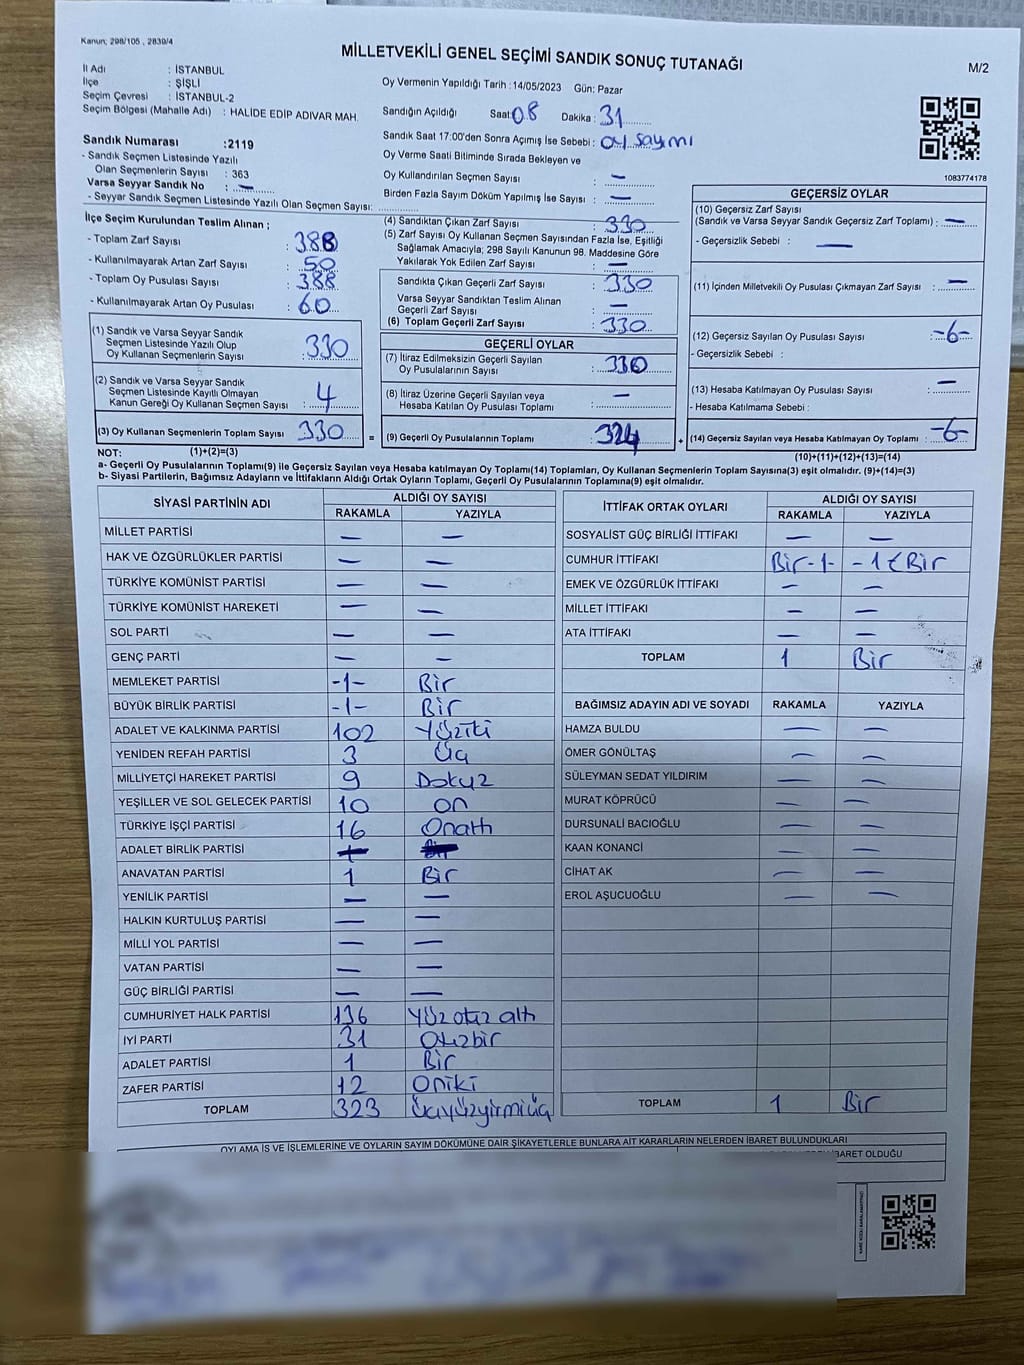 Kanun; 298/105 , 2839/4
MİLLETVEKİLİ GENEL SEÇİMİ SANDIK SONUÇ TUTANAĞI
M/2
İl Adı : İSTANBUL
İlçe : ŞİŞLİ
Seçim Çevresi : İSTANBUL-2
Seçim Bölgesi (Mahalle Adı) : HALİDE EDİP ADIVAR MAH.
Oy Vermenin Yapıldığı Tarih : 14/05/2023 Gün: Pazar
Sandığın Açıldığı Saat: 08 Dakika : 31
Sandık Saat 17:00'den Sonra Açımış İse Sebebi : oy sayımı
Oy Verme Saati Bitiminde Sırada Bekleyen ve
Oy Kullandırılan Seçmen Sayısı : —
Birden Fazla Sayım Döküm Yapılmış İse Sayısı : —
1083774178
Sandık Numarası :2119
- Sandık Seçmen Listesinde Yazılı
Olan Seçmenlerin Sayısı : 363
Varsa Seyyar Sandık No : —
- Seyyar Sandık Seçmen Listesinde Yazılı Olan Seçmen Sayısı:
İlçe Seçim Kurulundan Teslim Alınan ;
- Toplam Zarf Sayısı : 388
- Kullanılmayarak Artan Zarf Sayısı : 50
- Toplam Oy Pusulası Sayısı : 388
- Kullanılmayarak Artan Oy Pusulası : 60
(1) Sandık ve Varsa Seyyar Sandık
Seçmen Listesinde Yazılı Olup
Oy Kullanan Seçmenlerin Sayısı : 330
(2) Sandık ve Varsa Seyyar Sandık
Seçmen Listesinde Kayıtlı Olmayan
Kanun Gereği Oy Kullanan Seçmen Sayısı : 4
(3) Oy Kullanan Seçmenlerin Toplam Sayısı : 330
(4) Sandıktan Çıkan Zarf Sayısı : 330
(5) Zarf Sayısı Oy Kullanan Seçmen Sayısından Fazla İse, Eşitliği
Sağlamak Amacıyla; 298 Sayılı Kanunun 98. Maddesine Göre
Yakılarak Yok Edilen Zarf Sayısı : —
Sandıkta Çıkan Geçerli Zarf Sayısı : 330
Varsa Seyyar Sandıktan Teslim Alınan
Geçerli Zarf Sayısı : —
(6) Toplam Geçerli Zarf Sayısı : 330
GEÇERLİ OYLAR
(7) İtiraz Edilmeksizin Geçerli Sayılan
Oy Pusulalarının Sayısı : 330
(8) İtiraz Üzerine Geçerli Sayılan veya
Hesaba Katılan Oy Pusulası Toplamı : —
= (9) Geçerli Oy Pusulalarının Toplamı : 324
GEÇERSİZ OYLAR
(10) Geçersiz Zarf Sayısı
(Sandık ve Varsa Seyyar Sandık Geçersiz Zarf Toplamı) : —
- Geçersizlik Sebebi : —
(11) İçinden Milletvekili Oy Pusulası Çıkmayan Zarf Sayısı : —
(12) Geçersiz Sayılan Oy Pusulası Sayısı : -6-
- Geçersizlik Sebebi :
(13) Hesaba Katılmayan Oy Pusulası Sayısı : —
- Hesaba Katılmama Sebebi :
+ (14) Geçersiz Sayılan veya Hesaba Katılmayan Oy Toplamı : -6-
NOT: (1)+(2)=(3) (10)+(11)+(12)+(13)=(14)
a- Geçerli Oy Pusulalarının Toplamı(9) ile Geçersiz Sayılan veya Hesaba katılmayan Oy Toplamı(14) Toplamları, Oy Kullanan Seçmenlerin Toplam Sayısına(3) eşit olmalıdır. (9)+(14)=(3)
b- Siyasi Partilerin, Bağımsız Adayların ve İttifakların Aldığı Ortak Oyların Toplamı, Geçerli Oy Pusulalarının Toplamına(9) eşit olmalıdır.
SİYASİ PARTİNİN ADI ALDIĞI OY SAYISI
RAKAMLA YAZIYLA
MİLLET PARTİSİ — —
HAK VE ÖZGÜRLÜKLER PARTİSİ — —
TÜRKİYE KOMÜNİST PARTİSİ — —
TÜRKİYE KOMÜNİST HAREKETİ — —
SOL PARTİ — —
GENÇ PARTİ — —
MEMLEKET PARTİSİ -1- Bir
BÜYÜK BİRLİK PARTİSİ -1- Bir
ADALET VE KALKINMA PARTİSİ 102 Yüziki
YENİDEN REFAH PARTİSİ 3 Üç
MİLLİYETÇİ HAREKET PARTİSİ 9 Dokuz
YEŞİLLER VE SOL GELECEK PARTİSİ 10 on
TÜRKİYE İŞÇİ PARTİSİ 16 Onaltı
ADALET BİRLİK PARTİSİ
ANAVATAN PARTİSİ 1 Bir
YENİLİK PARTİSİ — —
HALKIN KURTULUŞ PARTİSİ — —
MİLLİ YOL PARTİSİ — —
VATAN PARTİSİ — —
GÜÇ BİRLİĞİ PARTİSİ — —
CUMHURİYET HALK PARTİSİ 136 Yüz otuz altı
İYİ PARTİ 31 Otuzbir
ADALET PARTİSİ 1 Bir
ZAFER PARTİSİ 12 Oniki
TOPLAM 323 Üçyüzyirmiüç
İTTİFAK ORTAK OYLARI ALDIĞI OY SAYISI
RAKAMLA YAZIYLA
SOSYALİST GÜÇ BİRLİĞİ İTTİFAKI — —
CUMHUR İTTİFAKI Bir -1- -1 Bir
EMEK VE ÖZGÜRLÜK İTTİFAKI — —
MİLLET İTTİFAKI — —
ATA İTTİFAKI — —
TOPLAM 1 Bir
BAĞIMSIZ ADAYIN ADI VE SOYADI RAKAMLA YAZIYLA
HAMZA BULDU — —
ÖMER GÖNÜLTAŞ — —
SÜLEYMAN SEDAT YILDIRIM — —
MURAT KÖPRÜCÜ — —
DURSUNALİ BACIOĞLU — —
KAAN KONANCİ — —
CİHAT AK — —
EROL AŞUCUOĞLU — —
TOPLAM 1 Bir
OYLAMA İŞ VE İŞLEMLERİNE VE OYLARIN SAYIM DÖKÜMÜNE DAİR ŞİKAYETLERLE BUNLARA AİT KARARLARIN NELERDEN İBARET BULUNDUKLARI
İBARET OLDUĞU